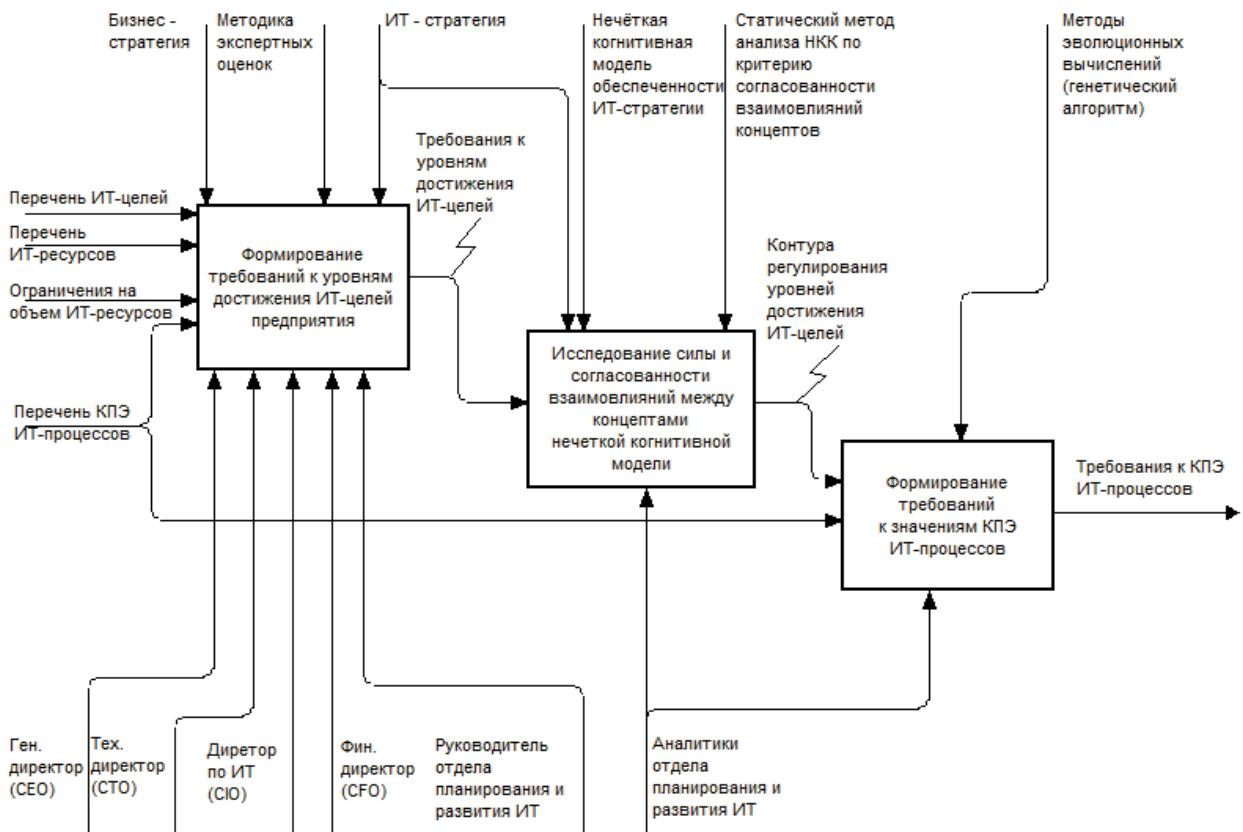 Бизнес -
стратегия
Методика
экспертных
оценок
ИТ - стратегия
Нечёткая
когнитивная
модель
обеспеченности
ИТ-стратегии
Статический метод
анализа НКК по
критерию
согласованности
взаимовлияний
концептов
Методы
эволюционных
вычислений
(генетический
алгоритм)
Требования к
уровням
достижения
ИТ-целей
Перечень ИТ-целей
Перечень
ИТ-ресурсов
Ограничения на
объем ИТ-ресурсов
Перечень КПЭ
ИТ-процессов
Формирование
требований к уровням
достижения ИТ-целей
предприятия
Контура
регулирования
уровней
достижения
ИТ-целей
Исследование силы и
согласованности
взаимовлияний между
концептами
нечеткой когнитивной
модели
Формирование
требований
к значениям КПЭ
ИТ-процессов
Требования к КПЭ
ИТ-процессов
Ген.
директор
(CEO)
Тех.
директор
(CTO)
Диретор
по ИТ
(CIO)
Фин.
директор
(CFO)
Руководитель
отдела
планирования и
развития ИТ
Аналитики
отдела
планирования и
развития ИТ